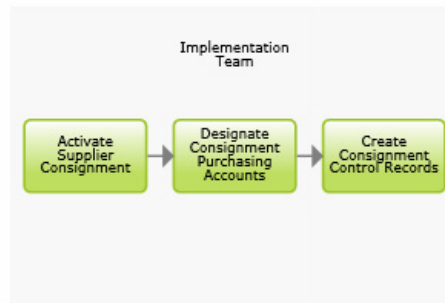 Implementation
Team
Activate
Supplier
Consignment
Designate
Consignment
Purchasing
Accounts
Create
Consignment
Control Records